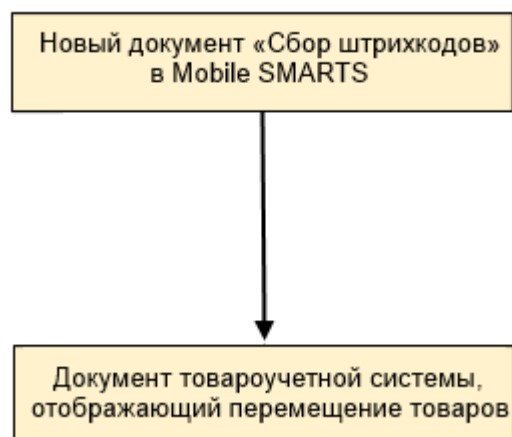 Новый документ «Сбор штрихкодов»
в Mobile SMARTS
Документ товароучетной системы,
отображающий перемещение товаров